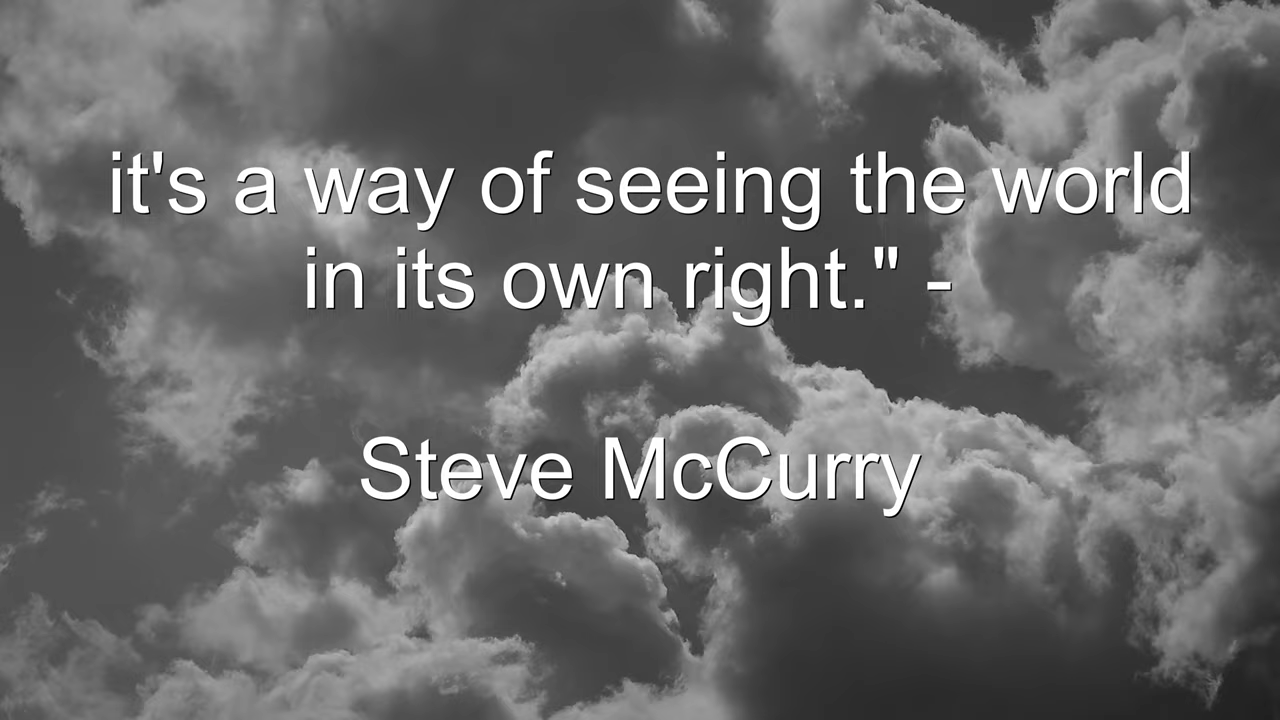 it's a way of seeing the world
in its own right." -
Steve McCurry